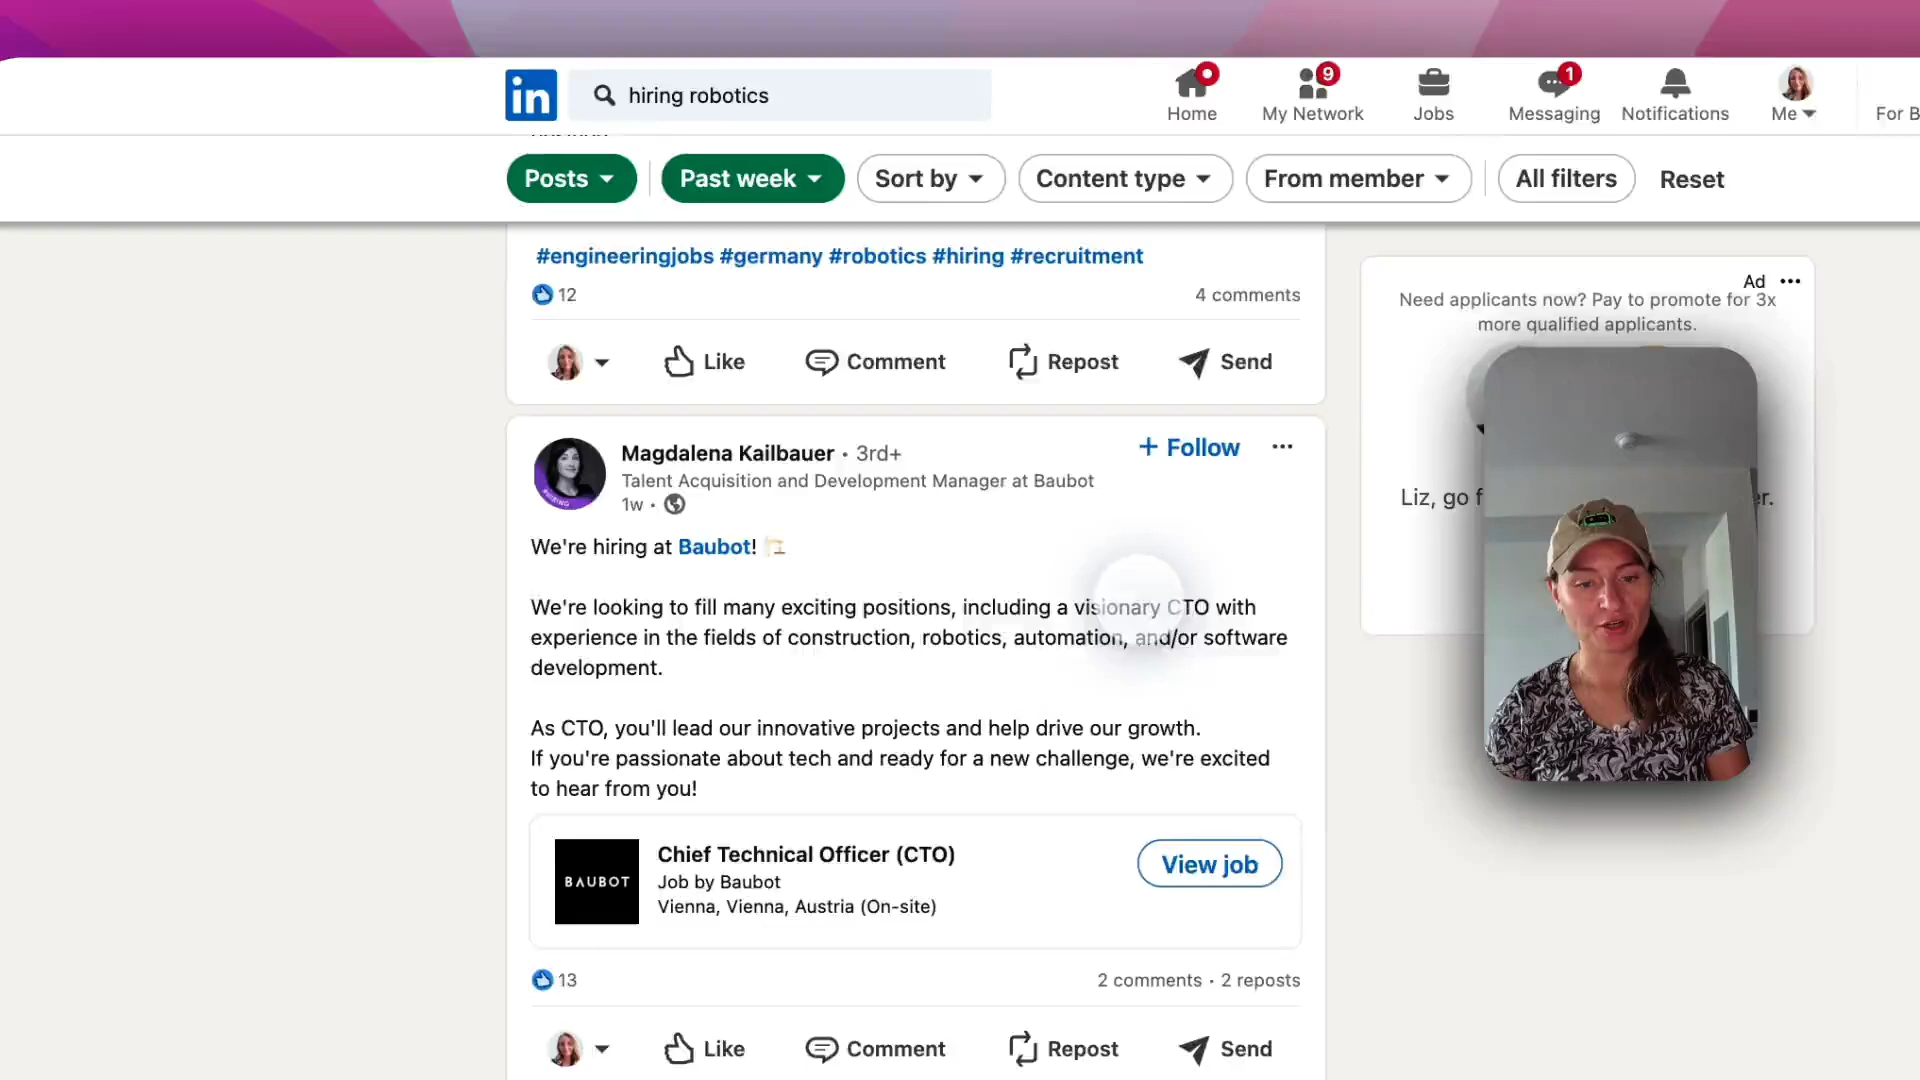 in
hiring robotics
Home
9
My Network
Jobs
1
Messaging
Notifications
Me
For B
Posts
Past week
Sort by
Content type
From member
All filters
Reset
#engineeringjobs #germany #robotics #hiring #recruitment
12
4 comments
Like
Comment
Repost
Send
Ad
Need applicants now? Pay to promote for 3x
more qualified applicants.
Liz, go f
er.
Magdalena Kailbauer • 3rd+
+ Follow
Talent Acquisition and Development Manager at Baubot
1w •
#HIRING
We're hiring at Baubot!
We're looking to fill many exciting positions, including a visionary CTO with
experience in the fields of construction, robotics, automation, and/or software
development.
As CTO, you'll lead our innovative projects and help drive our growth.
If you're passionate about tech and ready for a new challenge, we're excited
to hear from you!
BAUBOT
Chief Technical Officer (CTO)
Job by Baubot
Vienna, Vienna, Austria (On-site)
View job
13
2 comments • 2 reposts
Like
Comment
Repost
Send